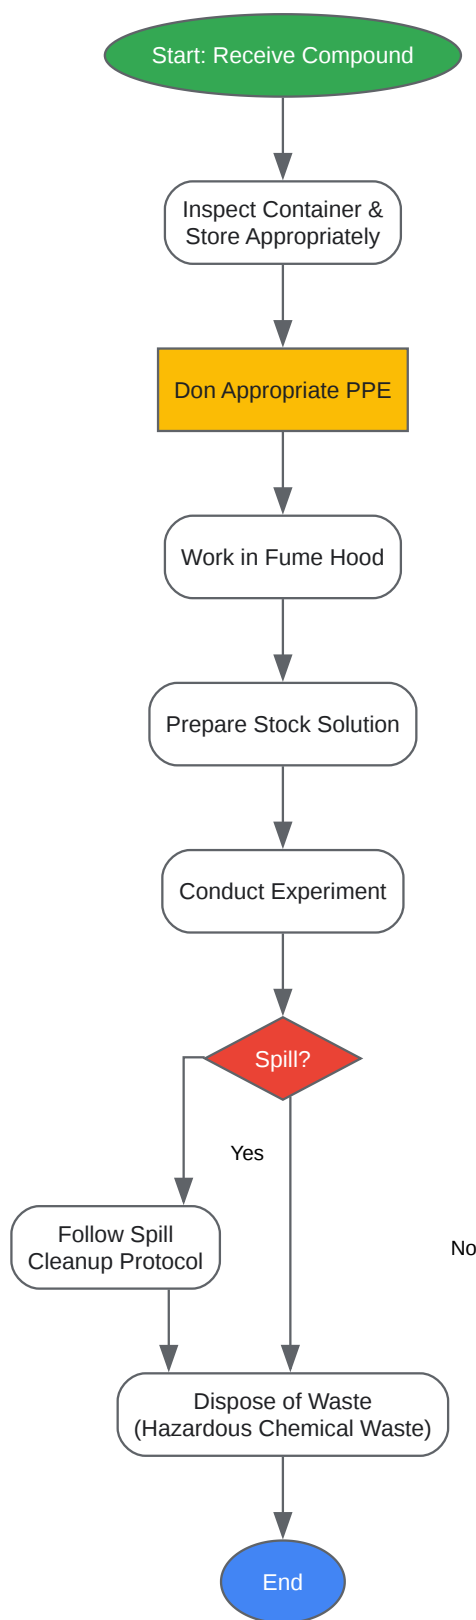 Start: Receive Compound
Inspect Container &
Store Appropriately
Don Appropriate PPE
Work in Fume Hood
Prepare Stock Solution
Conduct Experiment
Spill?
Yes
Follow Spill
Cleanup Protocol
No
Dispose of Waste
(Hazardous Chemical Waste)
End